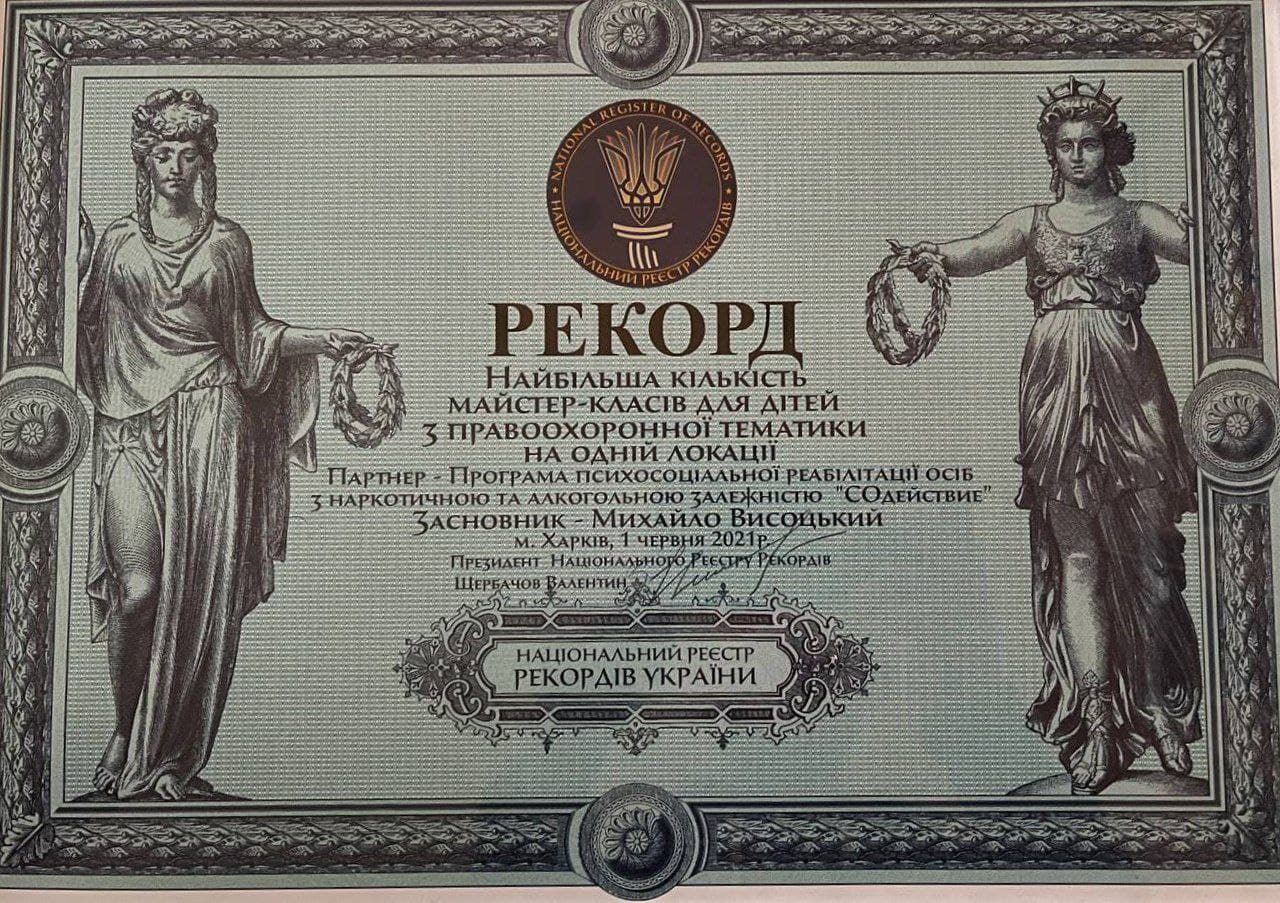 NATIONAL REGISTER OF RECORDS
НАЦІОНАЛЬНИЙ РЕЄСТР РЕКОРДІВ
РЕКОРД
НАЙБІЛЬША КІЛЬКІСТЬ
МАЙСТЕР-КЛАСІВ ДЛЯ ДІТЕЙ
З ПРАВООХОРОННОЇ ТЕМАТИКИ
НА ОДНІЙ ЛОКАЦІЇ
ПАРТНЕР - ПРОГРАМА ПСИХОСОЦІАЛЬНОЇ РЕАБІЛІТАЦІЇ ОСІБ
З НАРКОТИЧНОЮ ТА АЛКОГОЛЬНОЮ ЗАЛЕЖНІСТЮ "СОДЕЙСТВИЕ"
ЗАСНОВНИК - МИХАЙЛО ВИСОЦЬКИЙ
М. ХАРКІВ, 1 ЧЕРВНЯ 2021Р.
ПРЕЗИДЕНТ НАЦІОНАЛЬНОГО РЕЄСТРУ РЕКОРДІВ
ЩЕРБАЧОВ ВАЛЕНТИН
НАЦІОНАЛЬНИЙ РЕЄСТР
РЕКОРДІВ УКРАЇНИ